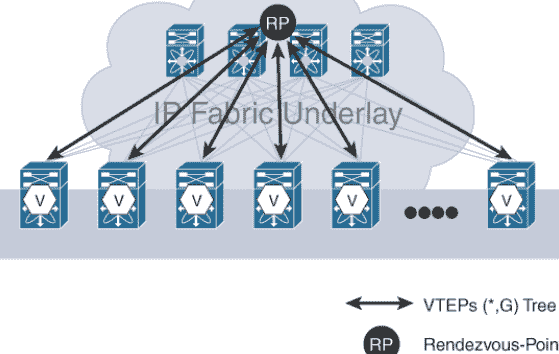 RP
IP Fabric Underlay
V V V V V V
VTEPs (*,G) Tree
RP Rendezvous-Poin